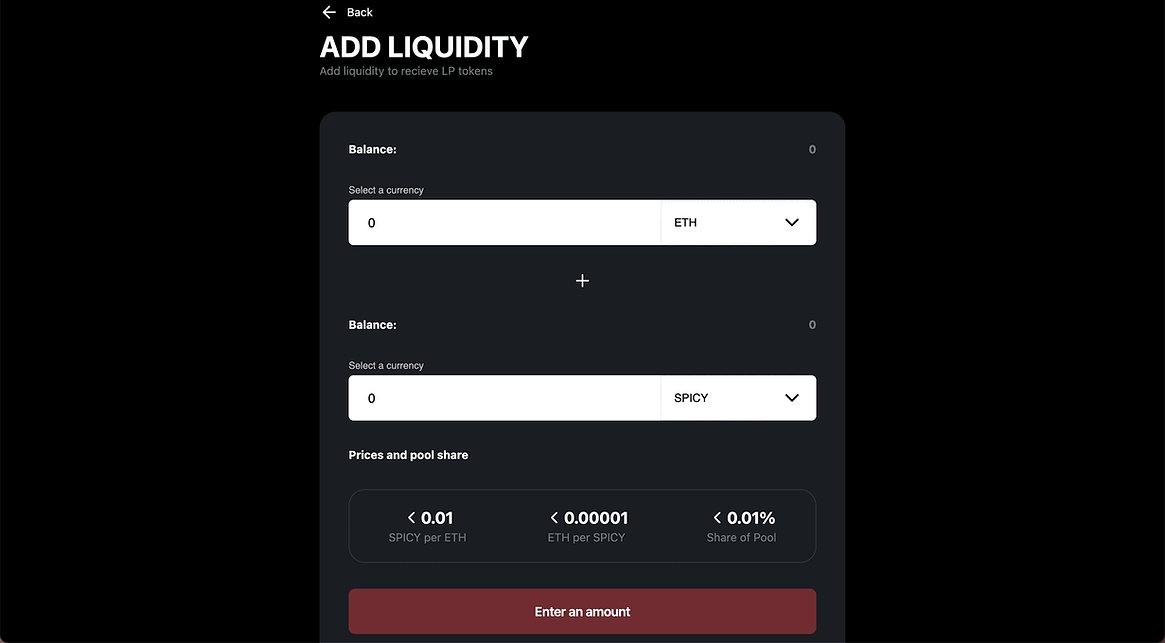 Back
ADD LIQUIDITY
Add liquidity to recieve LP tokens
Balance: 0
Select a currency
0 ETH
+
Balance: 0
Select a currency
0 SPICY
Prices and pool share
< 0.01 < 0.00001 < 0.01%
SPICY per ETH ETH per SPICY Share of Pool
Enter an amount